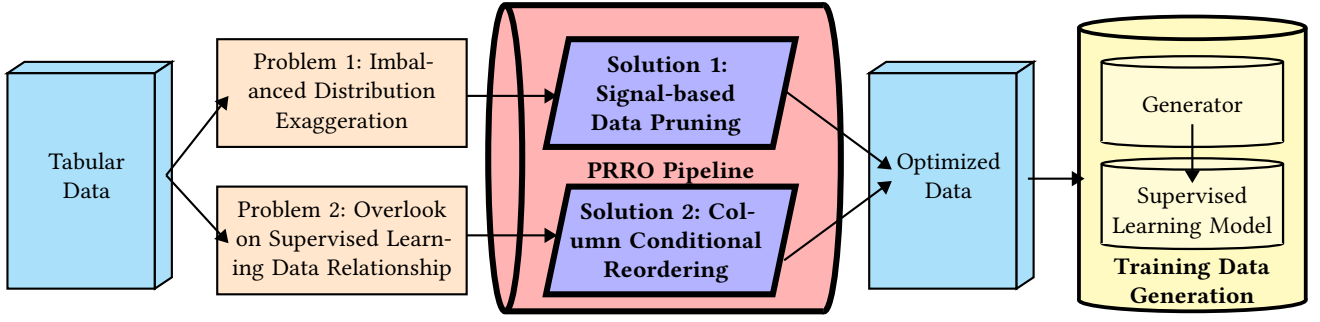 Tabular
Data
Problem 1: Imbal-
anced Distribution
Exaggeration
Problem 2: Overlook
on Supervised Learn-
ing Data Relationship
Solution 1:
Signal-based
Data Pruning
PRRO Pipeline
Solution 2: Col-
umn Conditional
Reordering
Optimized
Data
Generator
Supervised
Learning Model
Training Data
Generation